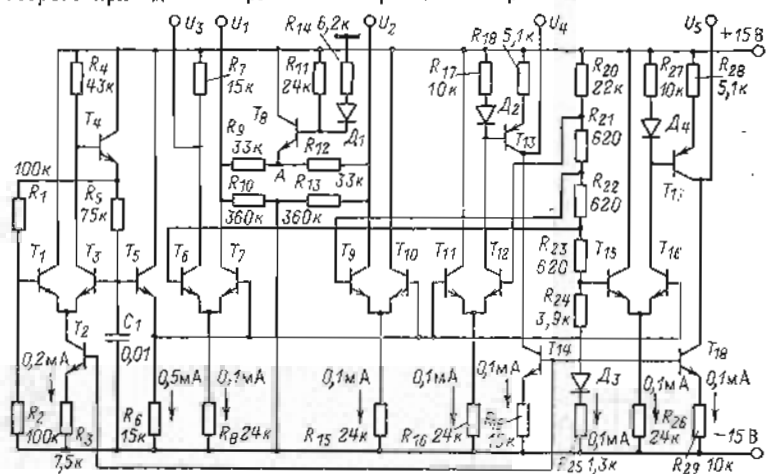 U₃ U₁ R₁₄ 6,2к U₂ U₄ U₅
R₁₈ 5,1к +15В
R₄ 43к R₇ 15к R₁₁ 24к R₁₇ 10к R₂₀ 22к R₂₇ 10к R₂₈ 5,1к
T₄ T₈ Д₁ Д₂ T₁₃ R₂₁ 620 Д₄
R₉ 33к R₁₂ 33к
100к R₁ R₅ 75к A
R₁₀ 360к R₁₃ 360к R₂₂ 620
T₁ T₃ T₅ T₆ T₇ T₉ T₁₀ T₁₁ T₁₂ R₂₃ 620 T₁₅ T₁₆
R₂₄ 3,9к
T₂ C₁ 0,01 T₁₄ T₁₈
0,2мА 0,5мА 0,1мА 0,1мА 0,1мА 0,1мА Д₃ 0,1мА 0,1мА
R₂ 100к R₃ 7,5к R₆ 15к R₈ 24к R₁₅ 24к R₁₆ 24к 15к 0,1мА R₂₆ 24к -15В
R₂₅ 1,3к R₂₉ 10к